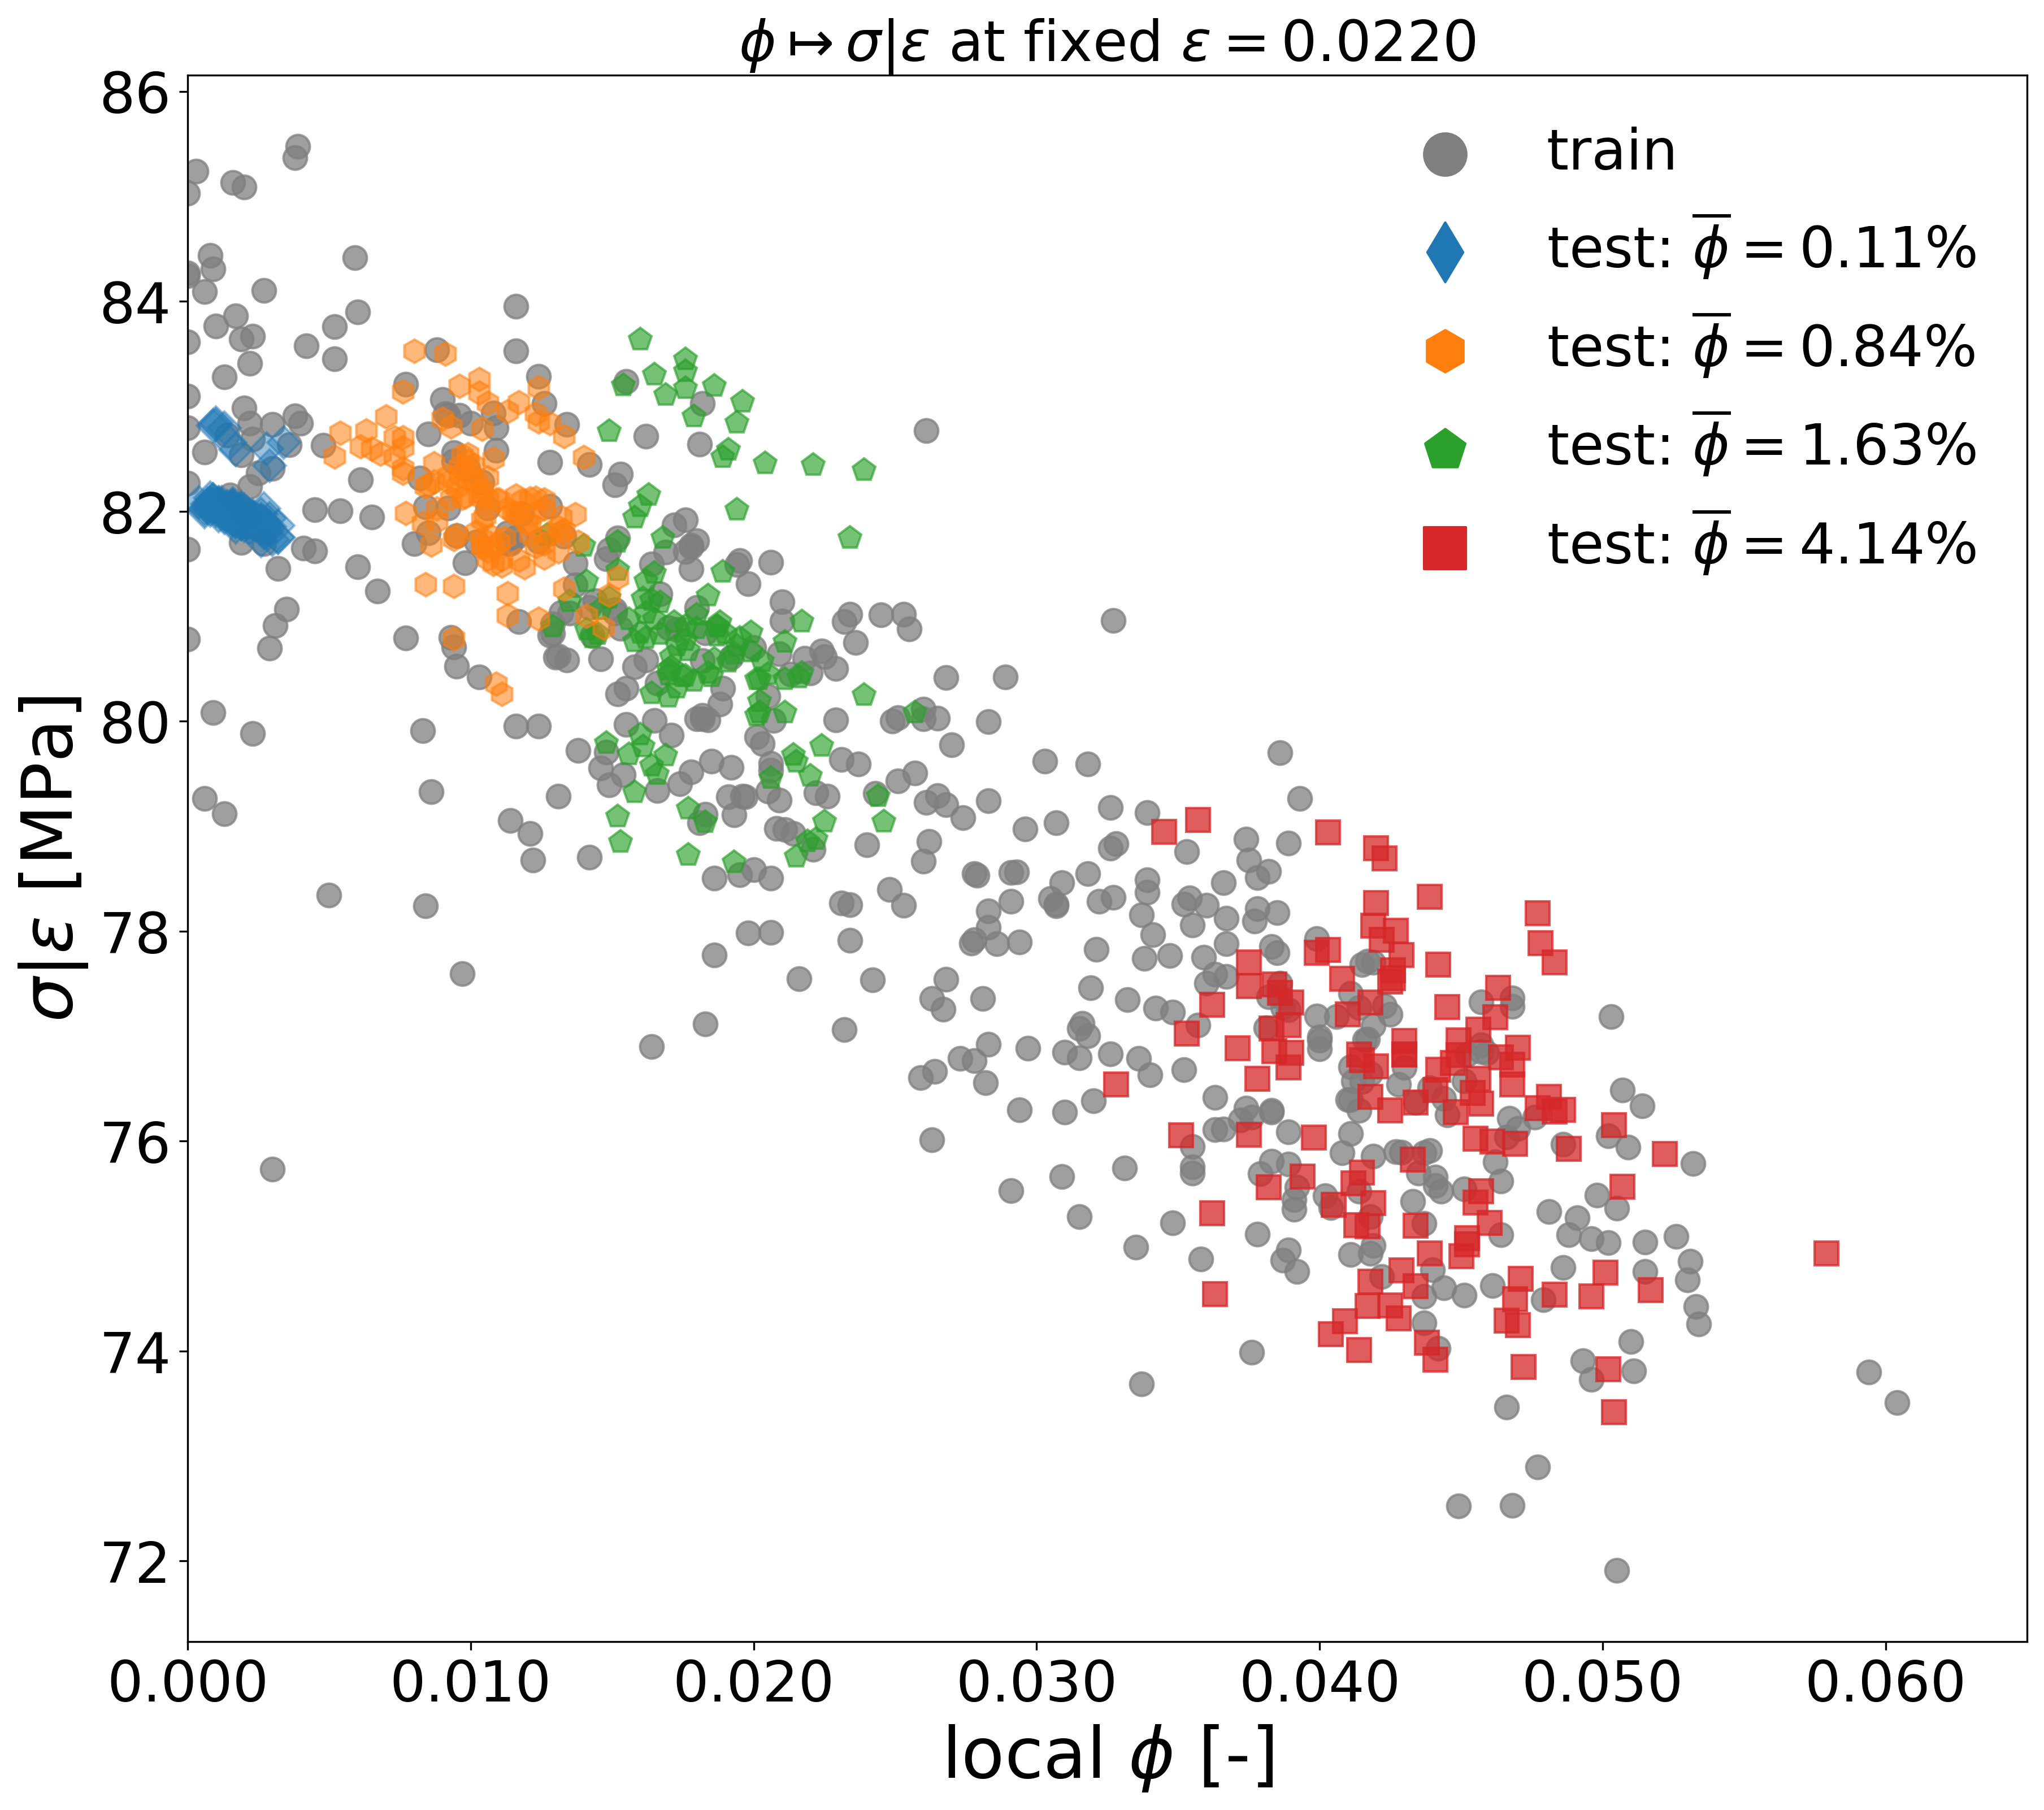 ϕ ↦ σ|ε at fixed ε = 0.0220
86
84
82
80
78
76
74
72
σ|ε [MPa]
train
test: ϕ̅ = 0.11%
test: ϕ̅ = 0.84%
test: ϕ̅ = 1.63%
test: ϕ̅ = 4.14%
0.000 0.010 0.020 0.030 0.040 0.050 0.060
local ϕ [-]